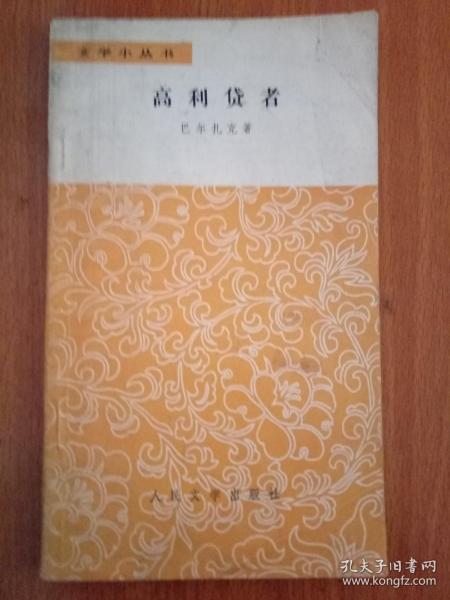 文学小丛书
高利贷者
巴尔扎克著
人民文学出版社
孔夫子旧书网
www.kongfz.com